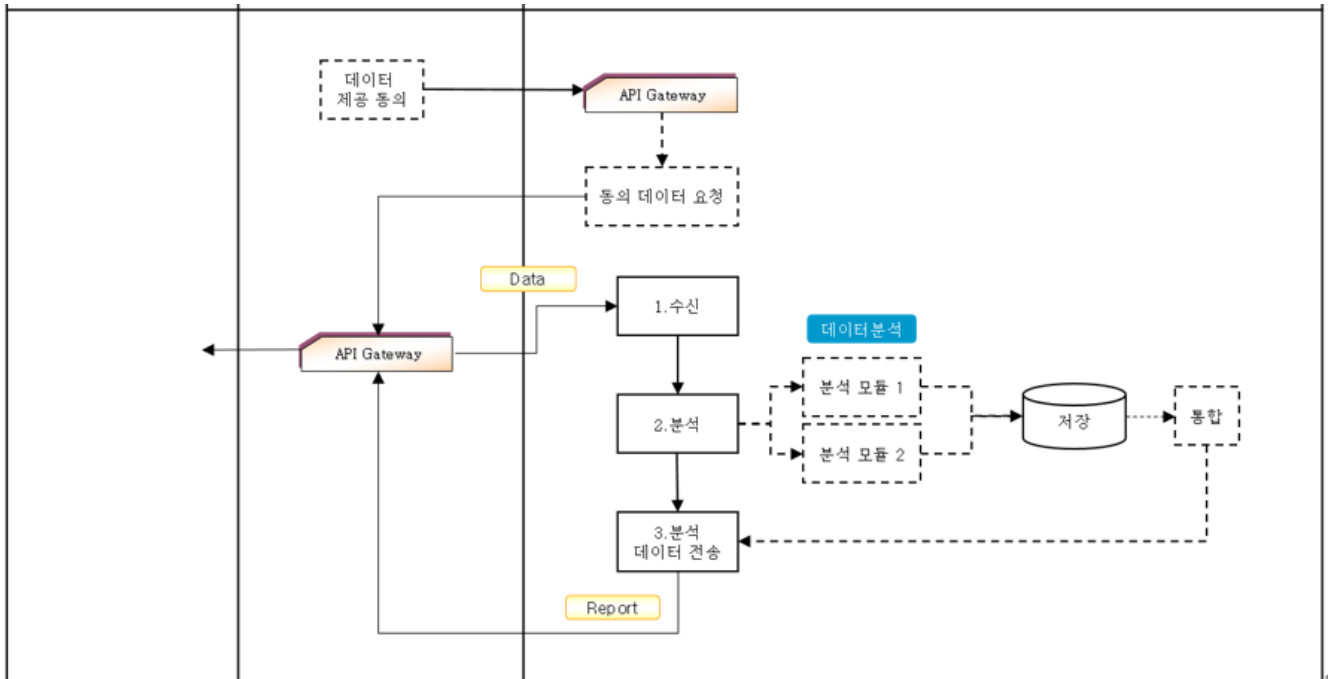 데이터
제공 동의
API Gateway
동의 데이터 요청
Data
1.수신
데이터분석
API Gateway
분석 모듈 1
2.분석
저장
통합
분석 모듈 2
3.분석
데이터 전송
Report